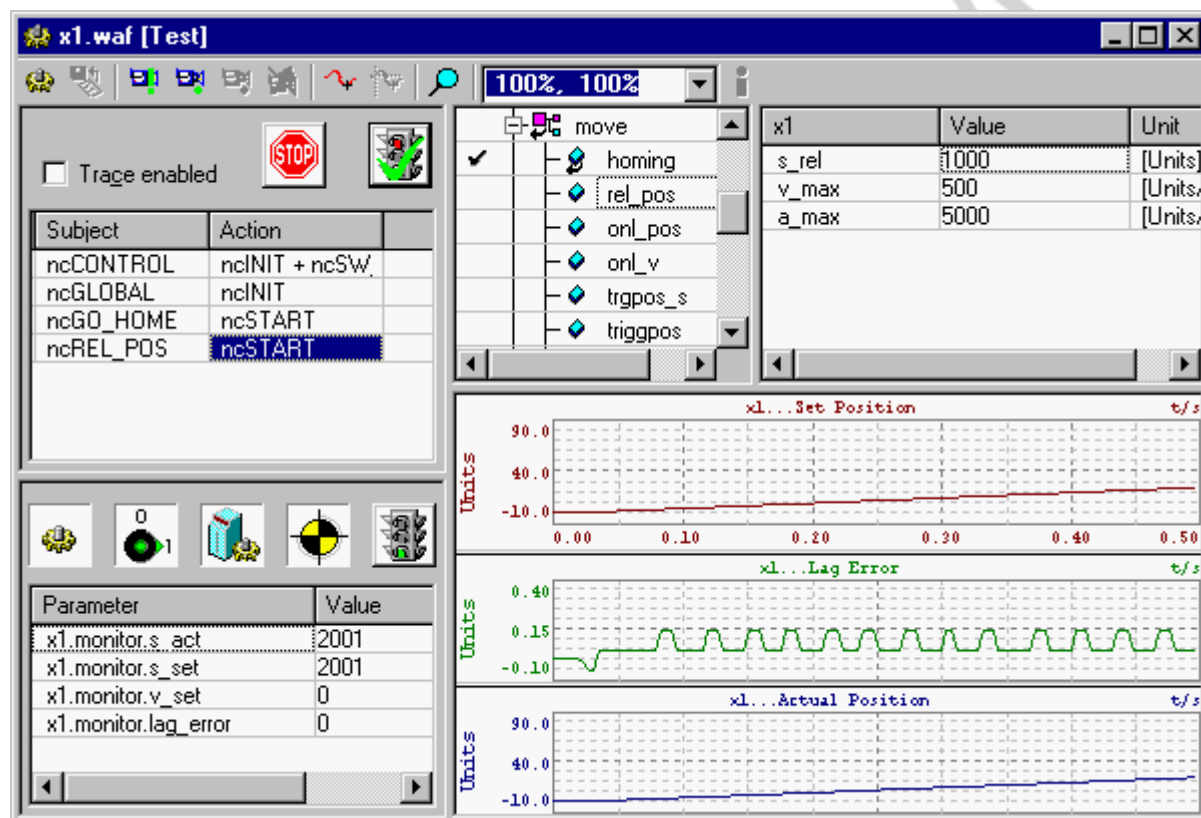 x1.waf [Test]
100%, 100%
Trace enabled
STOP
Subject Action
ncCONTROL ncINIT + ncSW_
ncGLOBAL ncINIT
ncGO_HOME ncSTART
ncREL_POS ncSTART
move
homing
rel_pos
onl_pos
onl_v
trgpos_s
triggpos
x1 Value Unit
s_rel 1000 [Units]
v_max 500 [Units/
a_max 5000 [Units/
0
1
Parameter Value
x1.monitor.s_act 2001
x1.monitor.s_set 2001
x1.monitor.v_set 0
x1.monitor.lag_error 0
x1...Set Position t/s
Units
90.0
40.0
-10.0
0.00 0.10 0.20 0.30 0.40 0.50
x1...Lag Error t/s
Units
0.40
0.15
-0.10
x1...Actual Position t/s
Units
90.0
40.0
-10.0